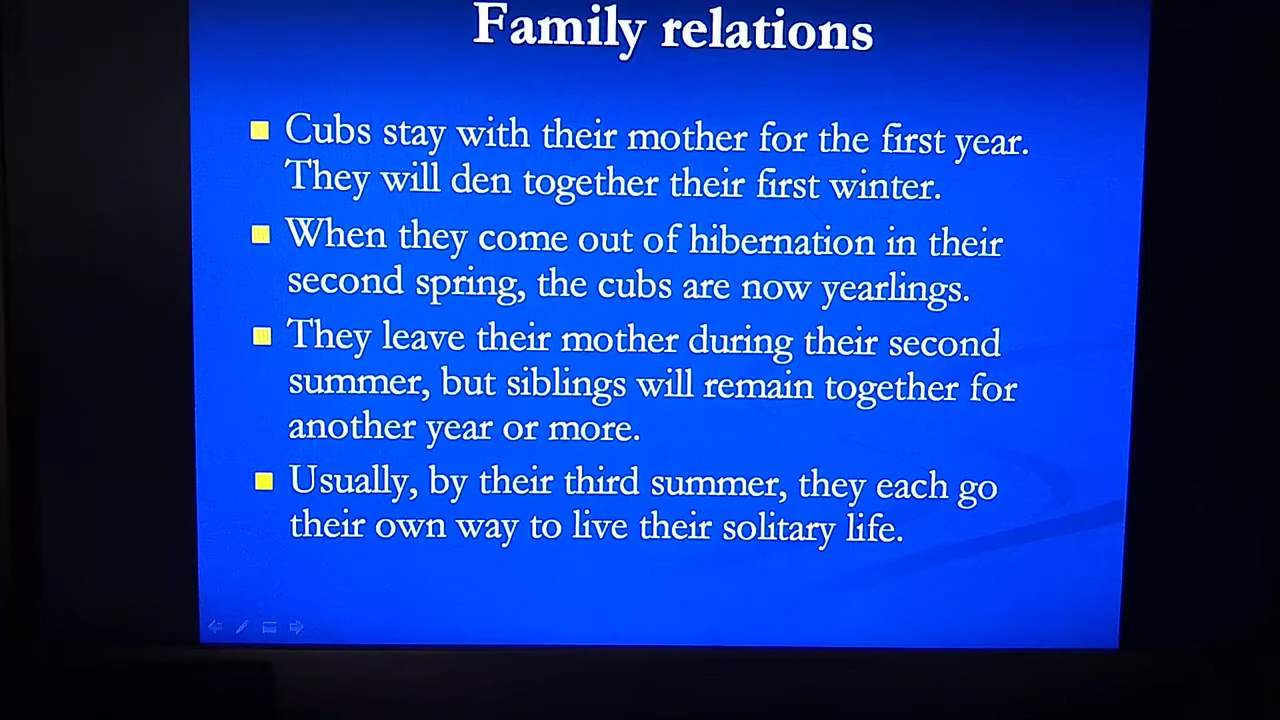 Family relations
Cubs stay with their mother for the first year.
They will den together their first winter.
When they come out of hibernation in their
second spring, the cubs are now yearlings.
They leave their mother during their second
summer, but siblings will remain together for
another year or more.
Usually, by their third summer, they each go
their own way to live their solitary life.